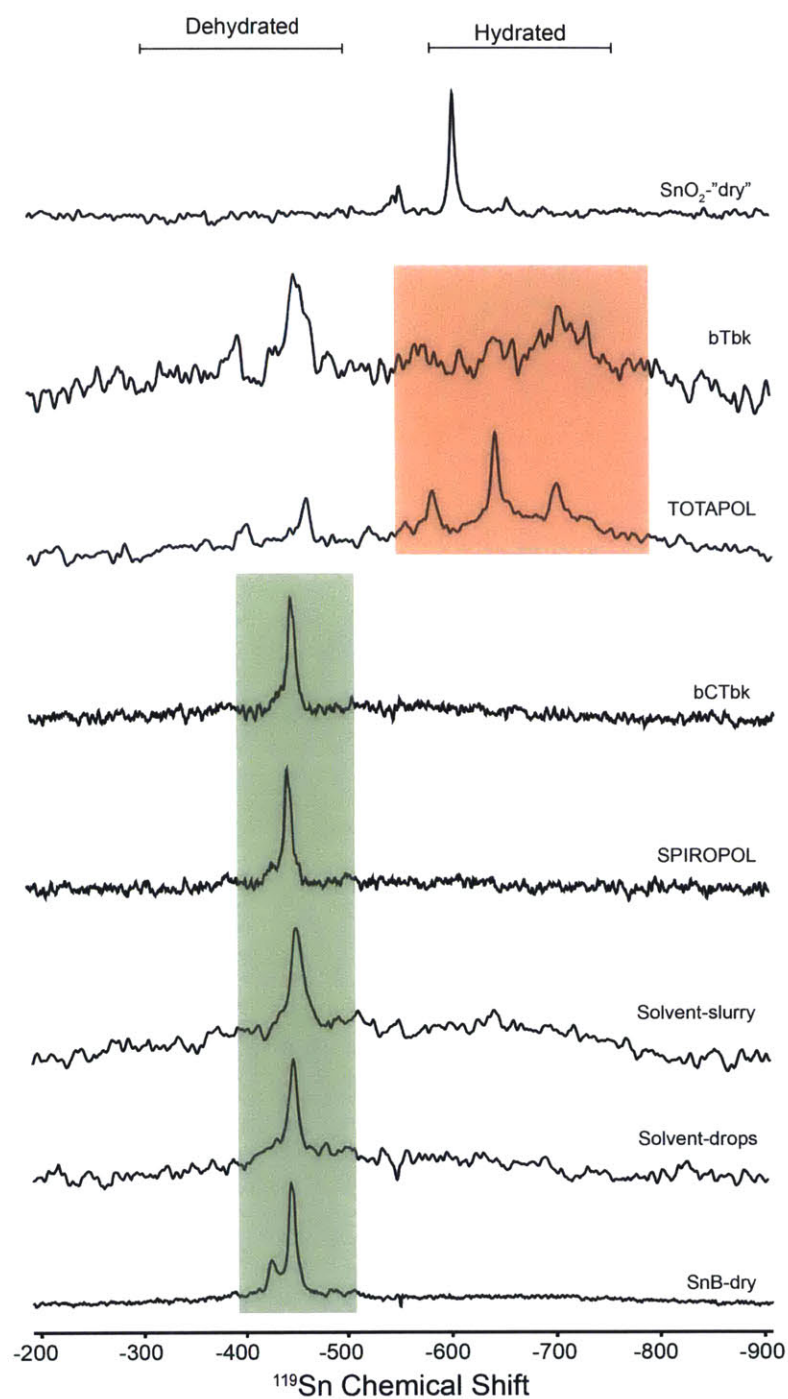 Dehydrated
Hydrated
SnO₂-"dry"
bTbk
TOTAPOL
bCTbk
SPIROPOL
Solvent-slurry
Solvent-drops
SnB-dry
-200 -300 -400 -500 -600 -700 -800 -900
¹¹⁹Sn Chemical Shift